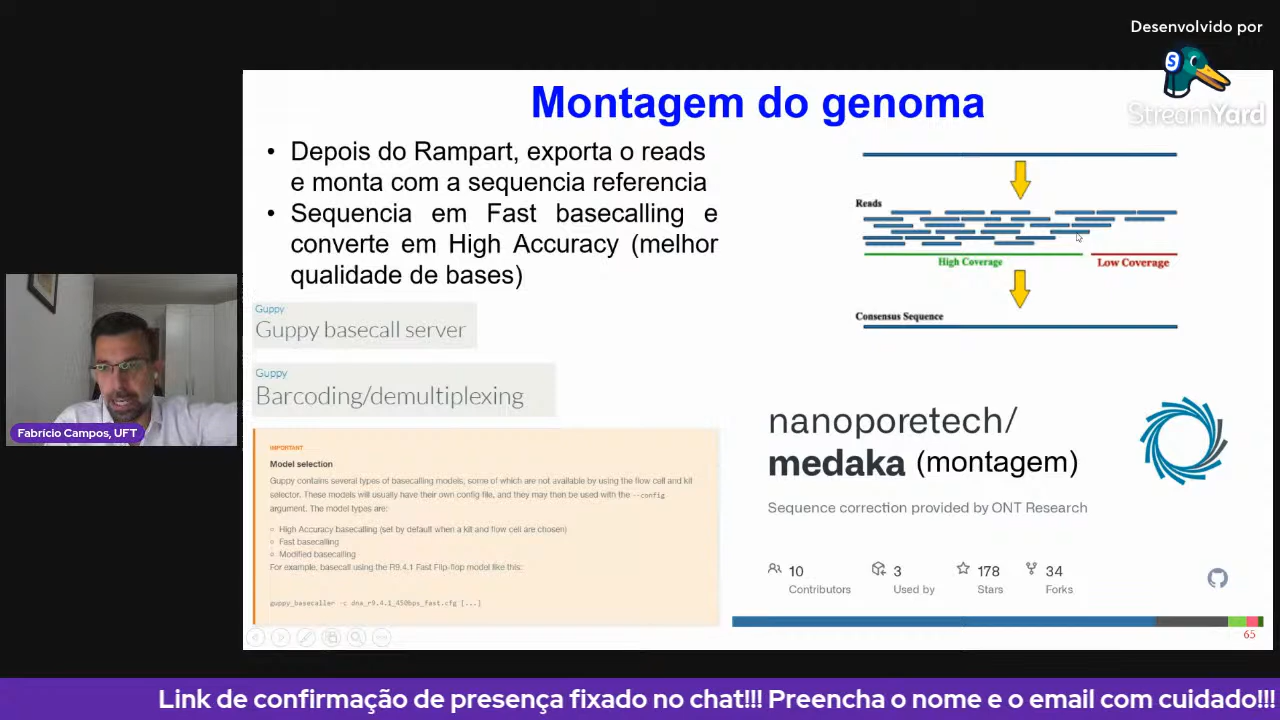 Desenvolvido por
S
StreamYard
Montagem do genoma
• Depois do Rampart, exporta o reads
e monta com a sequencia referencia
• Sequencia em Fast basecalling e
converte em High Accuracy (melhor
qualidade de bases)
Guppy
Guppy basecall server
Guppy
Barcoding/demultiplexing
IMPORTANT
Model selection
Guppy contains several types of basecalling models, some of which are not available by using the flow cell and kit
selector. These models will usually have their own config file, and they may then be used with the --config
argument. The model types are:
High Accuracy basecalling (set by default when a kit and flow cell are chosen)
Fast basecalling
Modified basecalling
For example, basecall using the R9.4.1 Fast Flip-flop model like this:
guppy_basecaller -c dna_r9.4.1_450bps_fast.cfg [...]
Reads
High Coverage
Low Coverage
Consensus Sequence
nanoporetech/
medaka (montagem)
Sequence correction provided by ONT Research
10
Contributors
3
Used by
178
Stars
34
Forks
65
Fabrício Campos, UFT
Link de confirmação de presença fixado no chat!!! Preencha o nome e o email com cuidado!!!